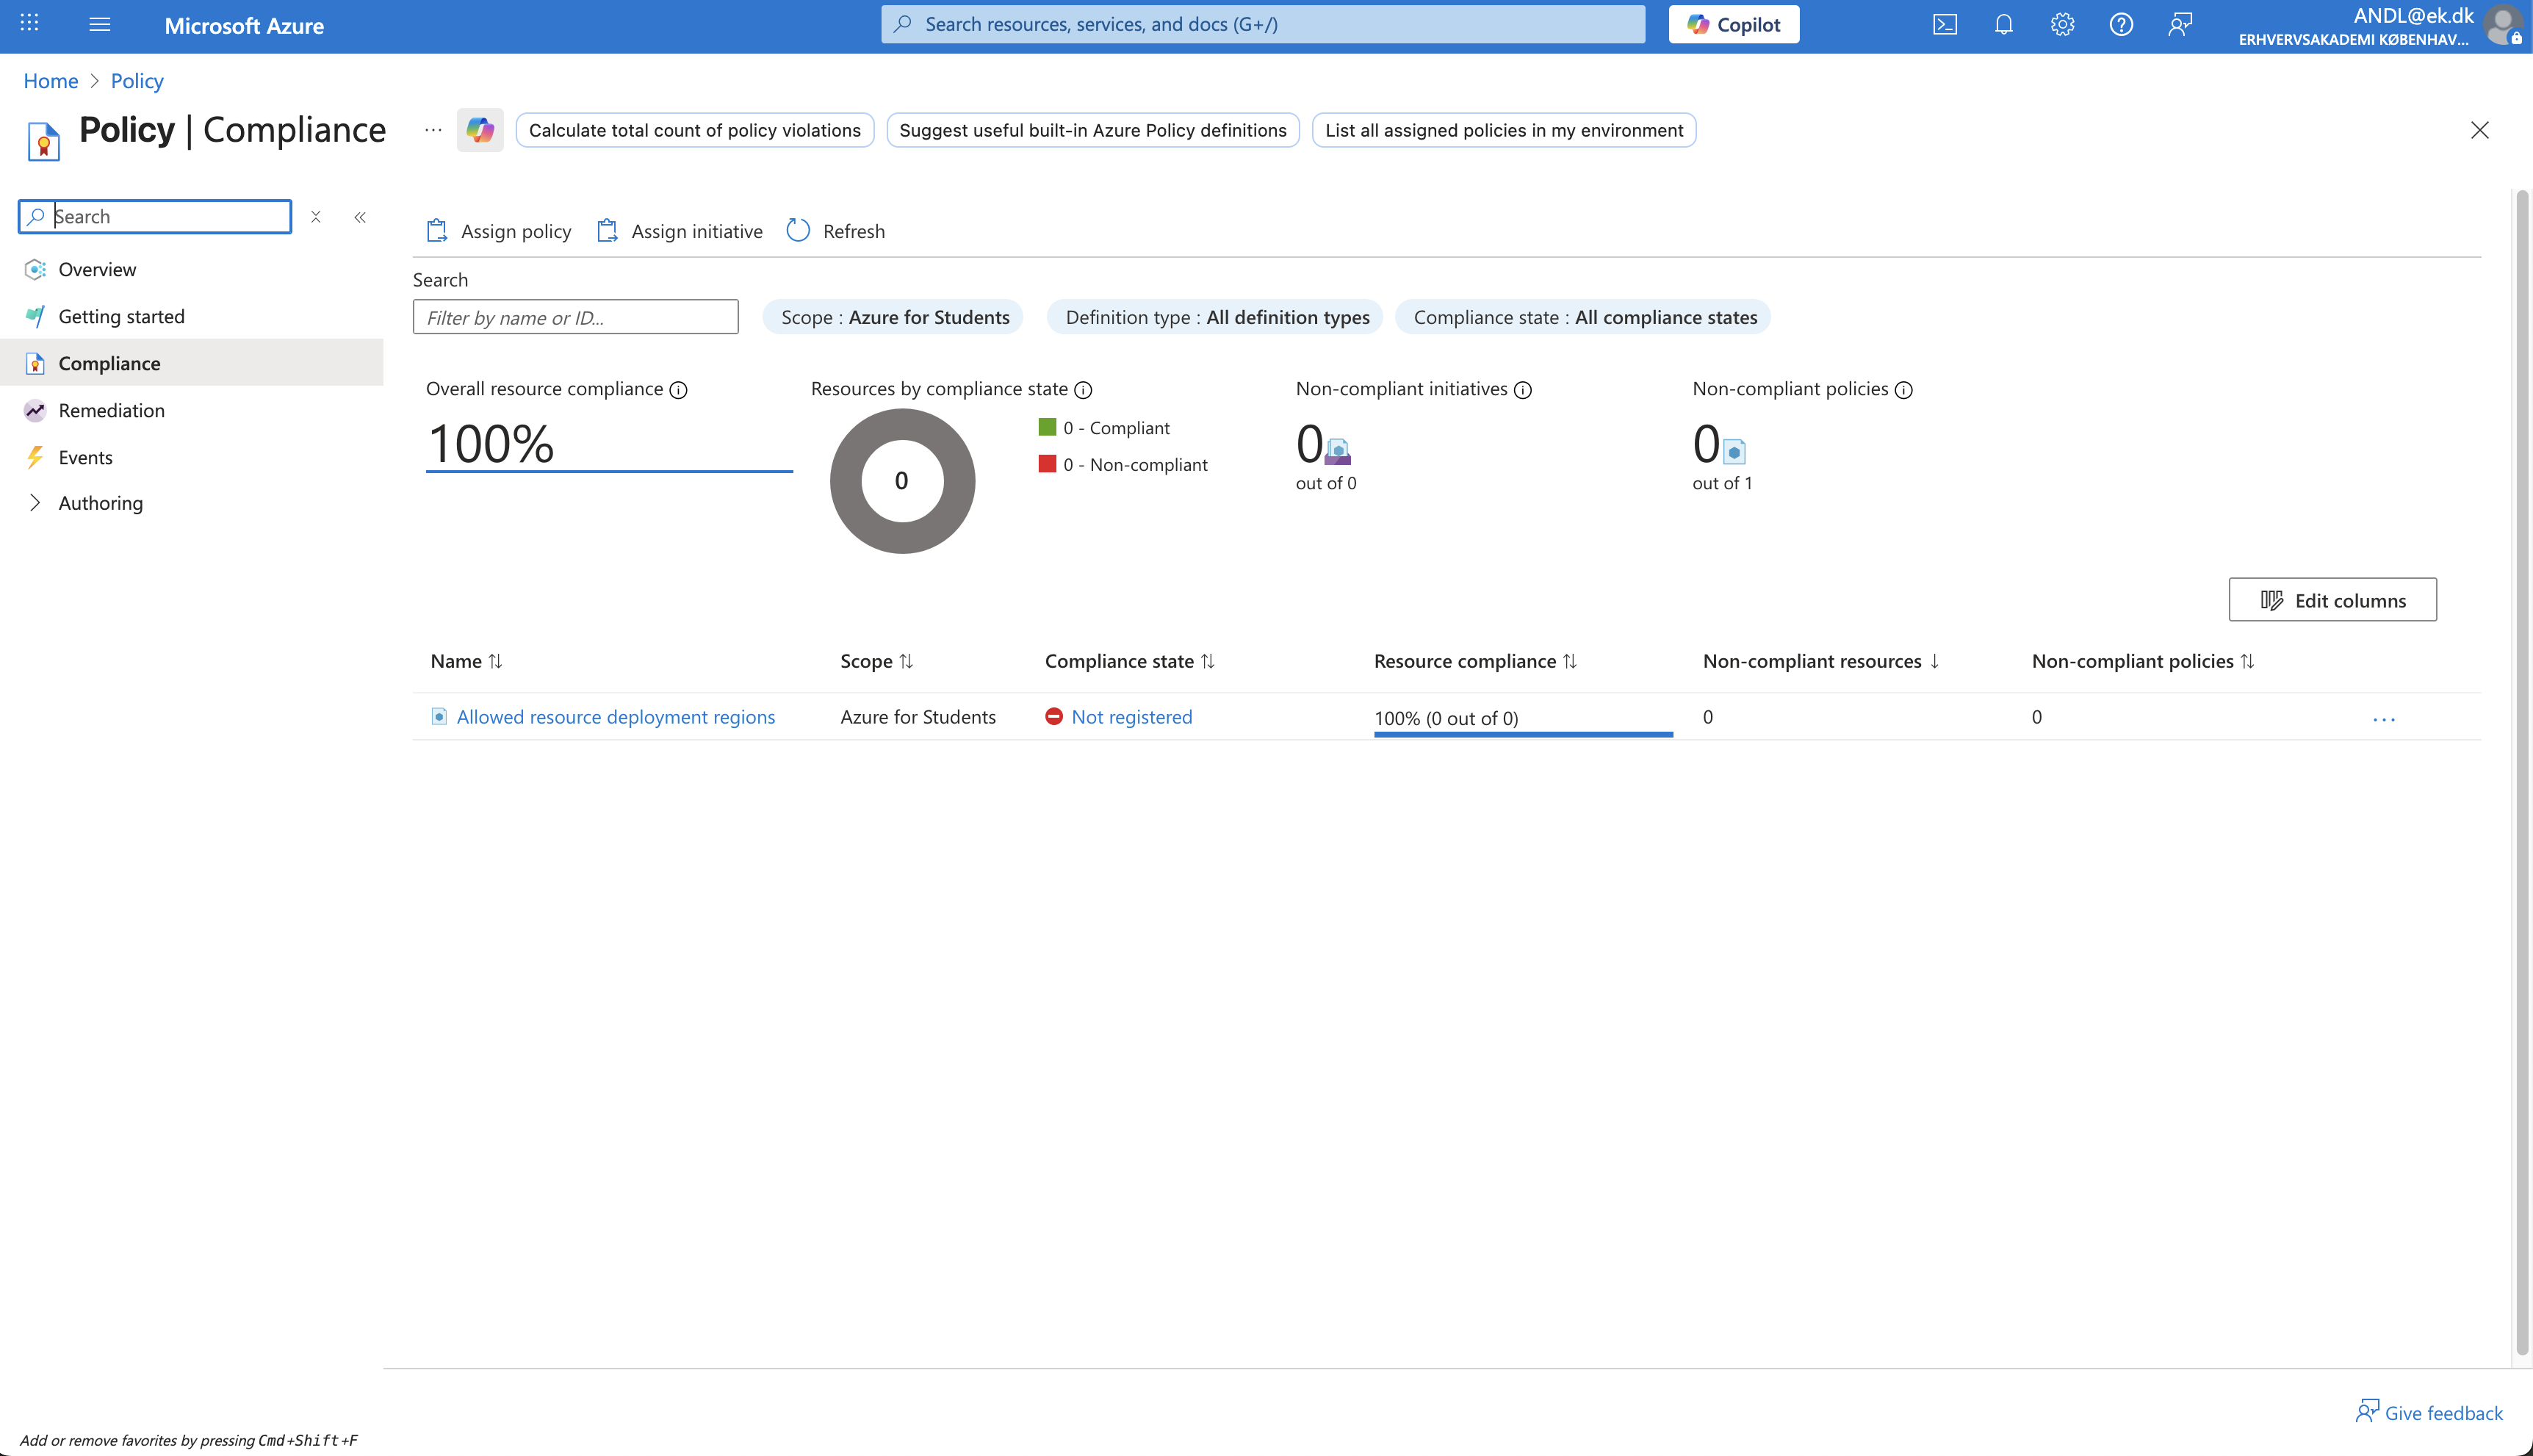 Microsoft Azure
Search resources, services, and docs (G+/)
Copilot
ANDL@ek.dk
ERHVERVSAKADEMI KØBENHAV...
Home > Policy
Policy | Compliance
...
Calculate total count of policy violations
Suggest useful built-in Azure Policy definitions
List all assigned policies in my environment
Search
Overview
Getting started
Compliance
Remediation
Events
Authoring
Assign policy
Assign initiative
Refresh
Search
Filter by name or ID...
Scope : Azure for Students
Definition type : All definition types
Compliance state : All compliance states
Overall resource compliance
100%
Resources by compliance state
0
0 - Compliant
0 - Non-compliant
Non-compliant initiatives
0
out of 0
Non-compliant policies
0
out of 1
Edit columns
Name Scope Compliance state Resource compliance Non-compliant resources Non-compliant policies
Allowed resource deployment regions Azure for Students Not registered 100% (0 out of 0) 0 0 ...
Give feedback
Add or remove favorites by pressing Cmd+Shift+F